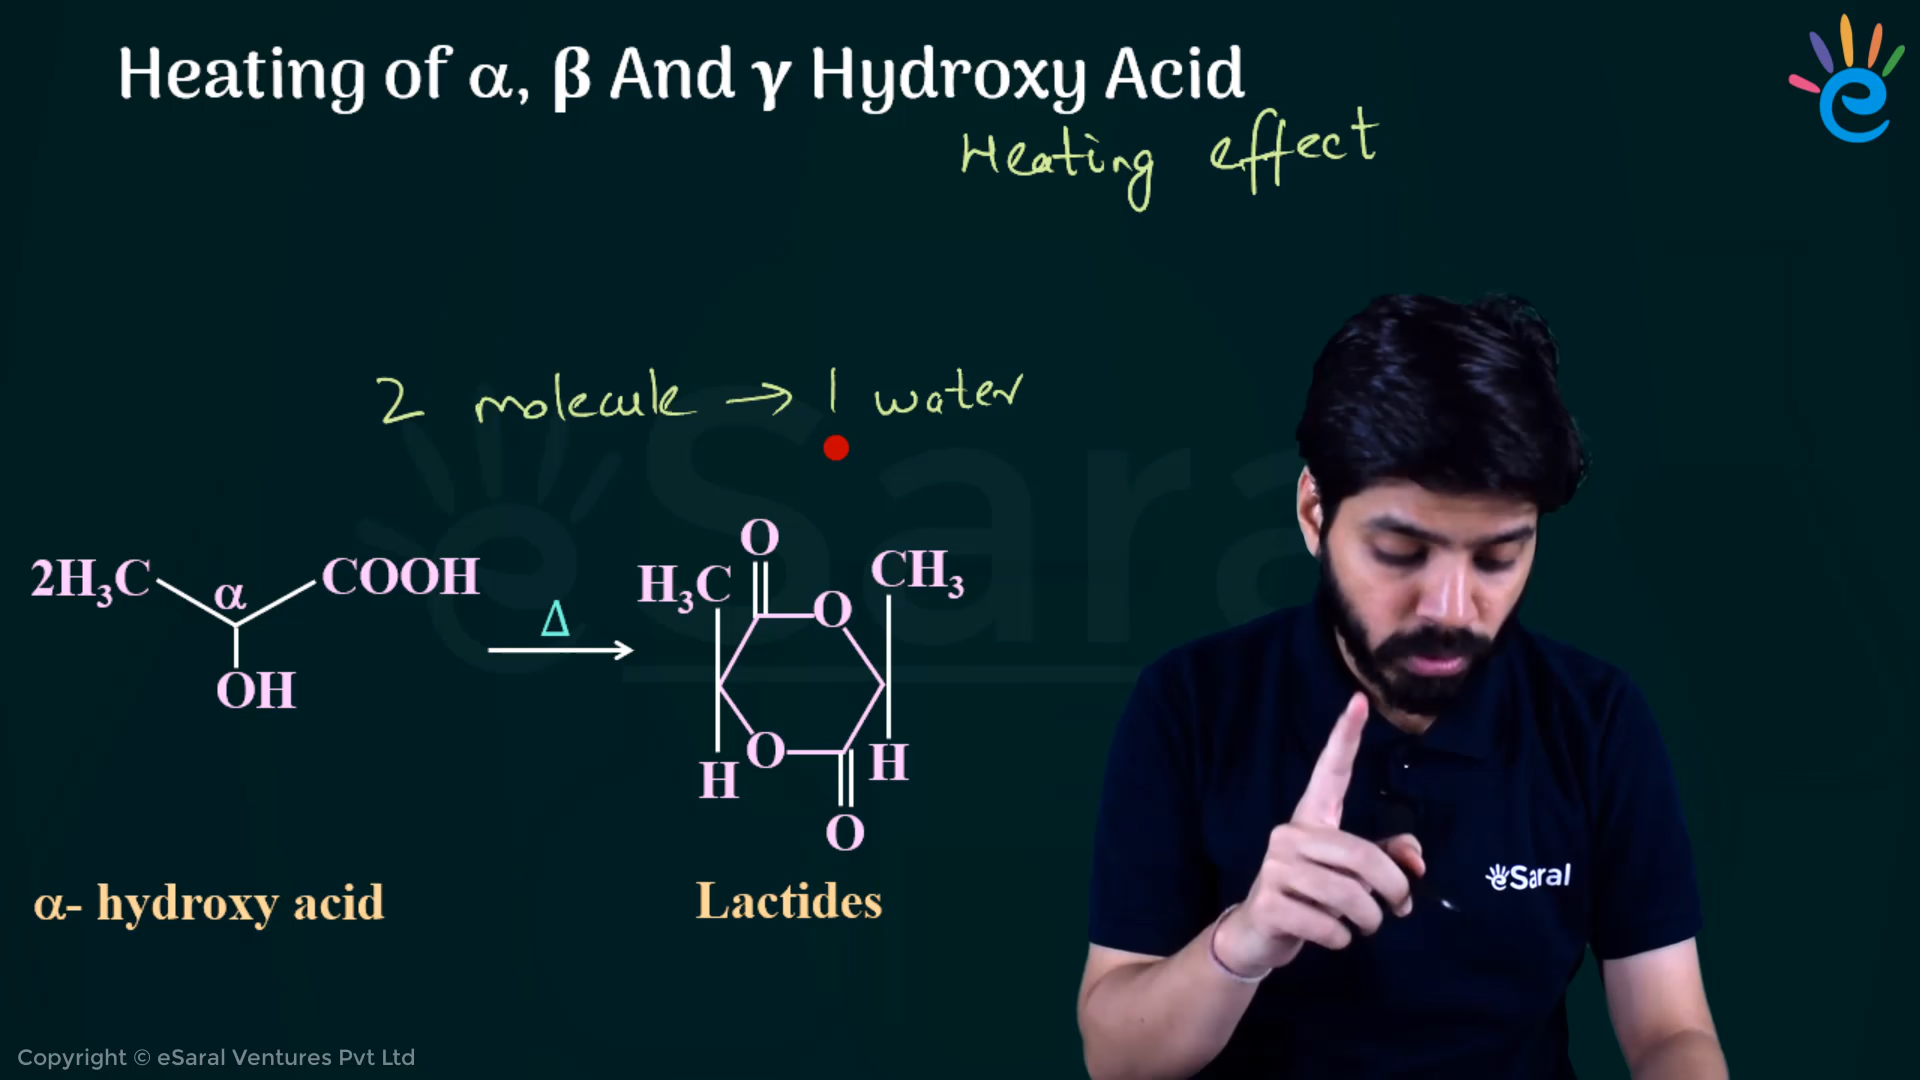 Heating of α, β And γ Hydroxy Acid
Heating effect
2 molecule → 1 water
2H₃C α COOH
OH
Δ
O
H₃C O CH₃
H O H
O
α- hydroxy acid
Lactides
eSaral
eSaral
Copyright © eSaral Ventures Pvt Ltd